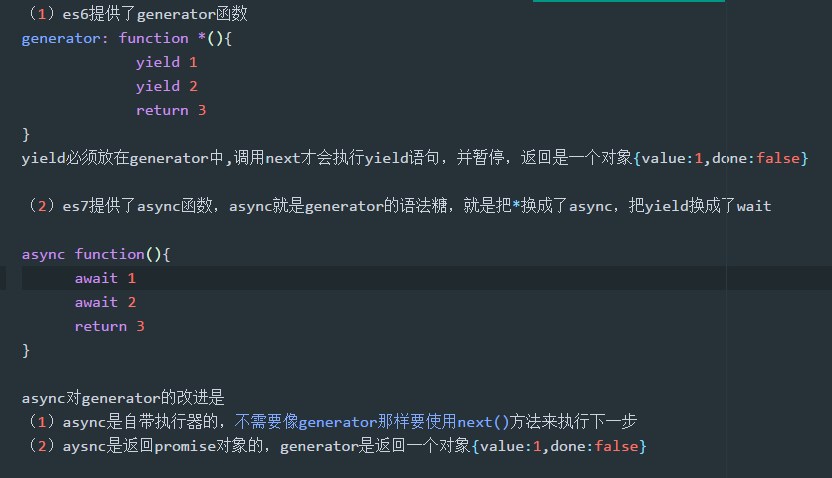 （1）es6提供了generator函数
generator: function *(){
yield 1
yield 2
return 3
}
yield必须放在generator中,调用next才会执行yield语句，并暂停，返回是一个对象{value:1,done:false}
（2）es7提供了async函数，async就是generator的语法糖，就是把*换成了async，把yield换成了wait
async function(){
await 1
await 2
return 3
}
async对generator的改进是
（1）async是自带执行器的，不需要像generator那样要使用next()方法来执行下一步
（2）aysnc是返回promise对象的，generator是返回一个对象{value:1,done:false}